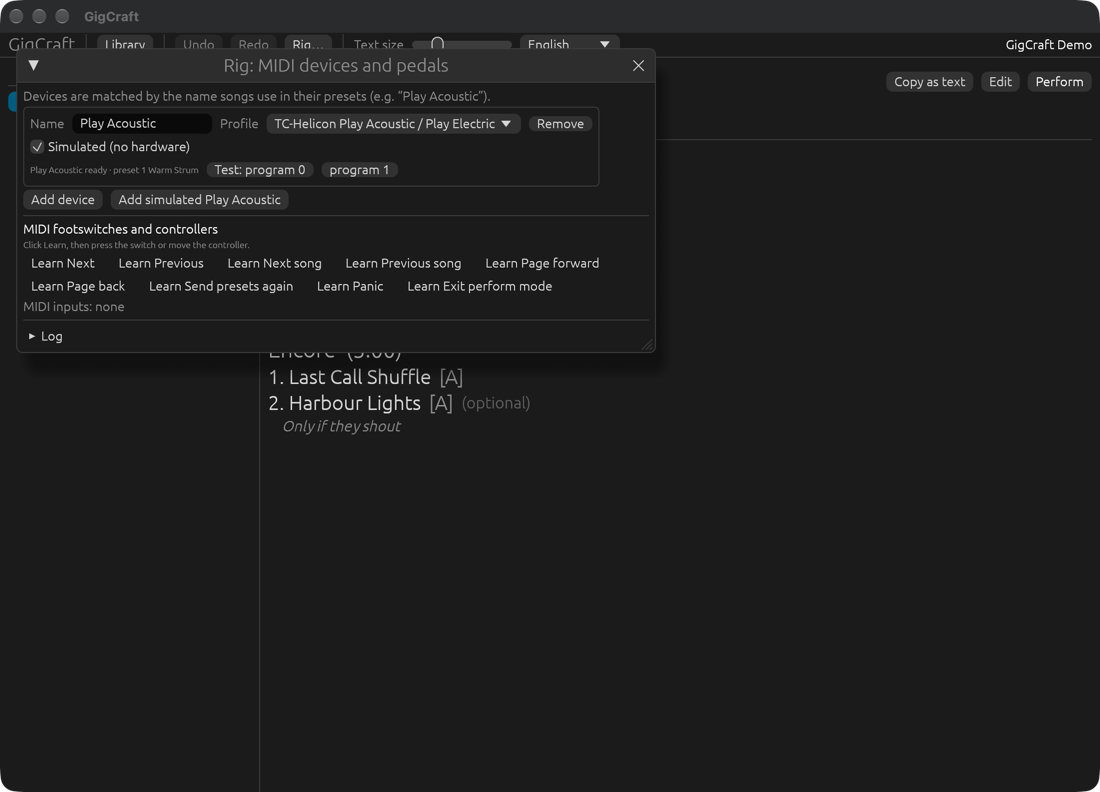 GigCraft
GigCraft Library Undo Redo Rig... Text size English GigCraft Demo
Rig: MIDI devices and pedals
Copy as text Edit Perform
Devices are matched by the name songs use in their presets (e.g. "Play Acoustic").
Name Play Acoustic Profile TC-Helicon Play Acoustic / Play Electric Remove
Simulated (no hardware)
Play Acoustic ready · preset 1 Warm Strum Test: program 0 program 1
Add device Add simulated Play Acoustic
MIDI footswitches and controllers
Click Learn, then press the switch or move the controller.
Learn Next Learn Previous Learn Next song Learn Previous song Learn Page forward
Learn Page back Learn Send presets again Learn Panic Learn Exit perform mode
MIDI inputs: none
Log
Encore (5:00)
1. Last Call Shuffle [A]
2. Harbour Lights [A] (optional)
Only if they shout